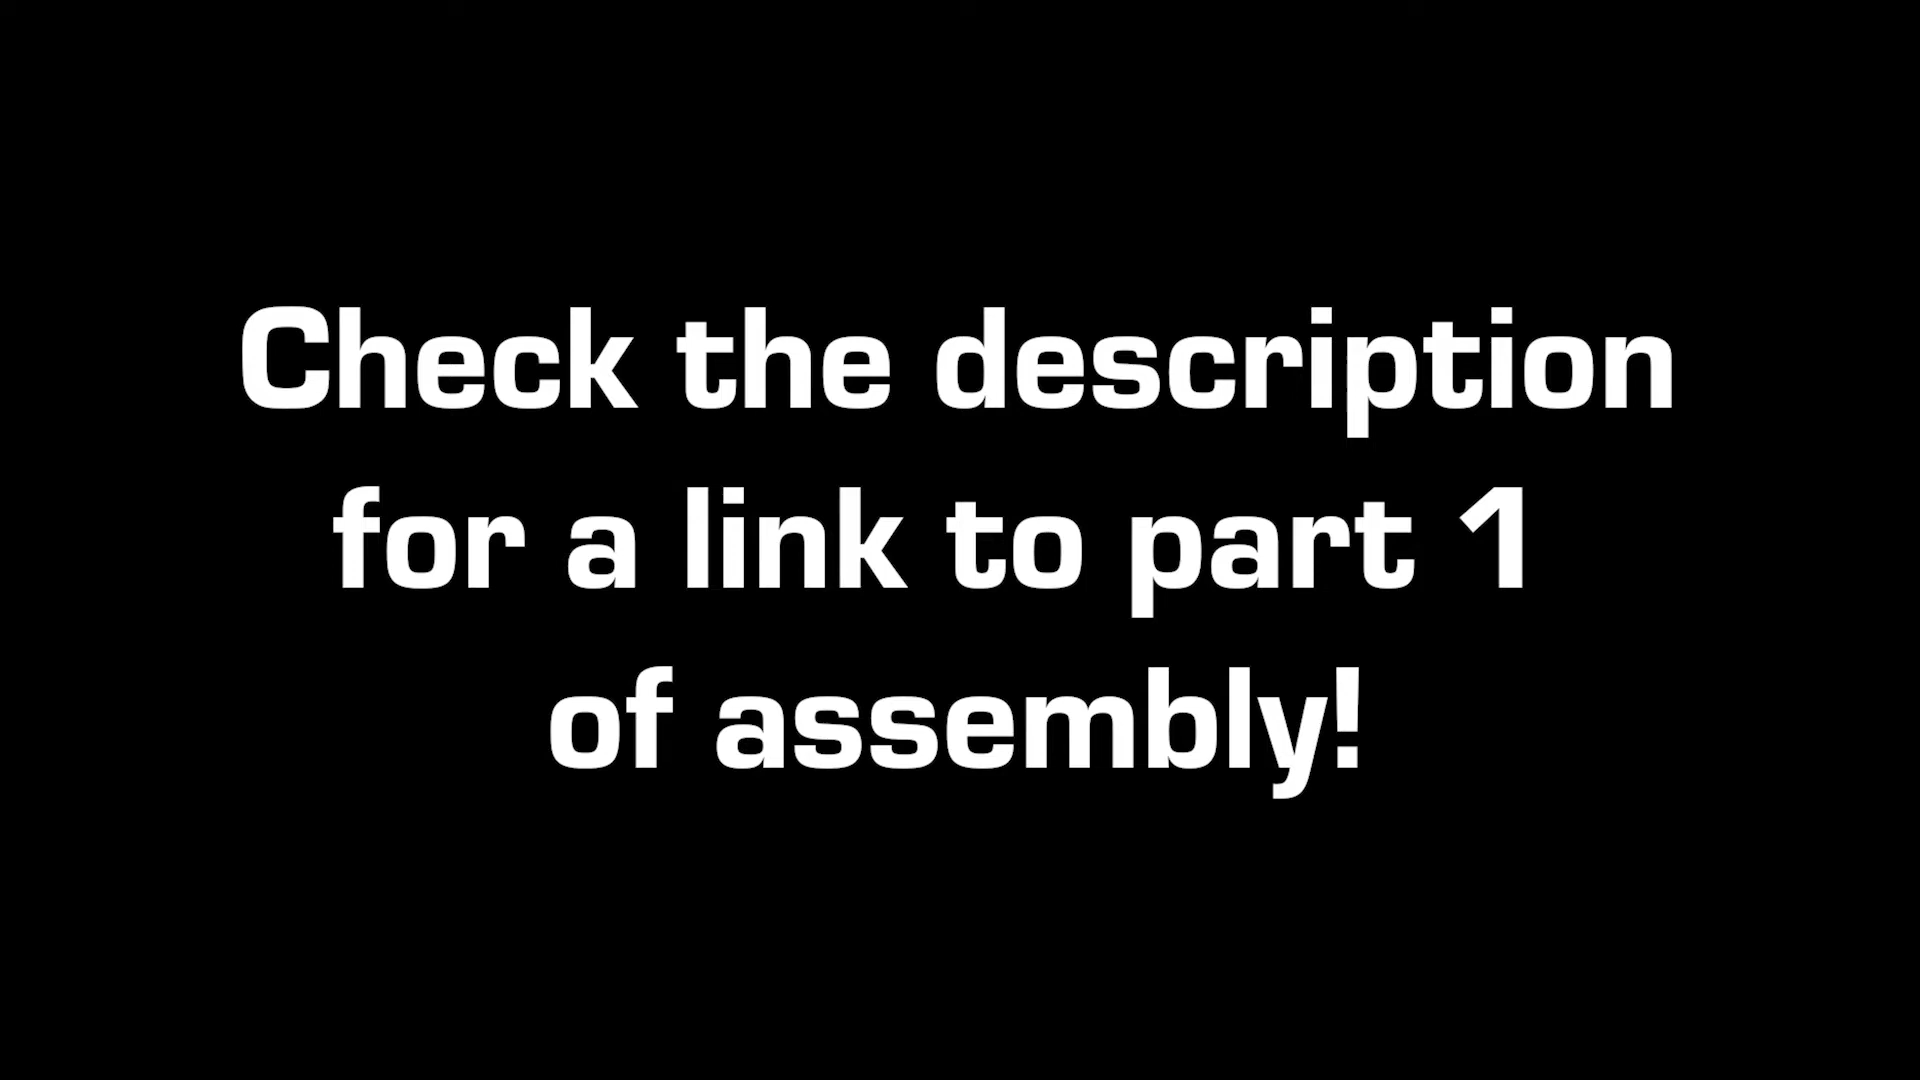 Check the description
for a link to part 1
of assembly!